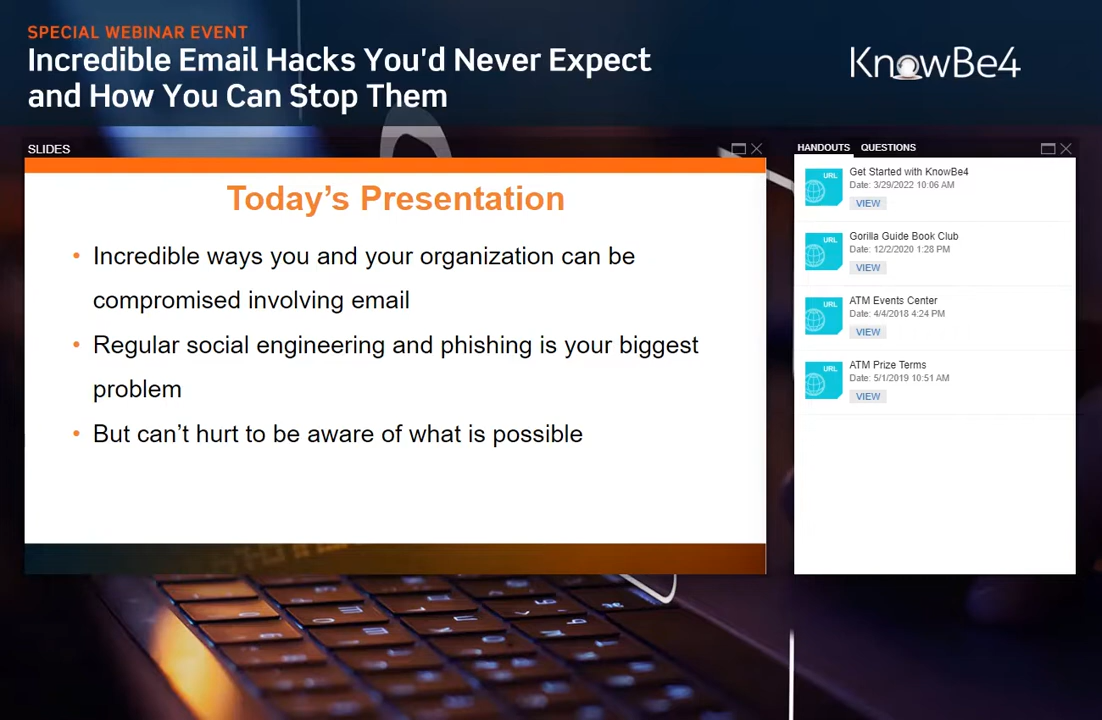 SPECIAL WEBINAR EVENT
Incredible Email Hacks You'd Never Expect
and How You Can Stop Them
KnowBe4
SLIDES
Today's Presentation
• Incredible ways you and your organization can be
compromised involving email
• Regular social engineering and phishing is your biggest
problem
• But can't hurt to be aware of what is possible
HANDOUTS QUESTIONS
URL
Get Started with KnowBe4
Date: 3/29/2022 10:06 AM
VIEW
URL
Gorilla Guide Book Club
Date: 12/2/2020 1:28 PM
VIEW
URL
ATM Events Center
Date: 4/4/2018 4:24 PM
VIEW
URL
ATM Prize Terms
Date: 5/1/2019 10:51 AM
VIEW